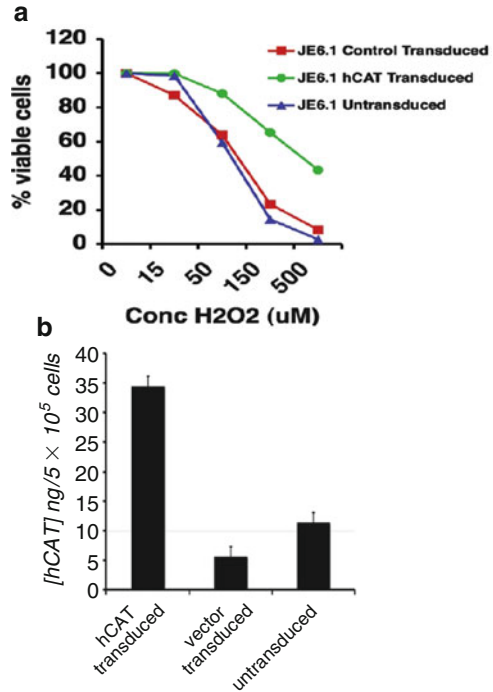 a
120
100
80
60
40
20
0
% viable cells
JE6.1 Control Transduced
JE6.1 hCAT Transduced
JE6.1 Untransduced
0
15
50
150
500
Conc H2O2 (uM)
b
40
35
30
25
20
15
10
5
0
[hCAT] ng/5 × 10⁵ cells
hCAT
transduced
vector
transduced
untransduced